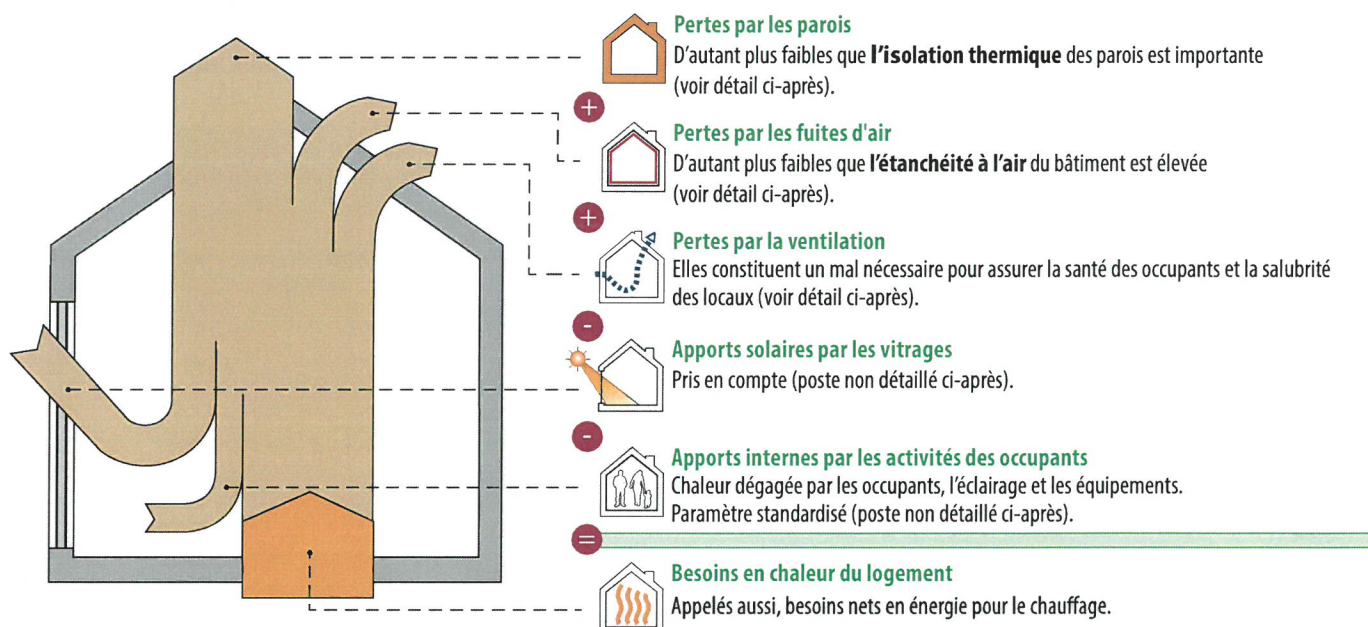 Pertes par les parois
D'autant plus faibles que l'isolation thermique des parois est importante
(voir détail ci-après).
+
Pertes par les fuites d'air
D'autant plus faibles que l'étanchéité à l'air du bâtiment est élevée
(voir détail ci-après).
+
Pertes par la ventilation
Elles constituent un mal nécessaire pour assurer la santé des occupants et la salubrité
des locaux (voir détail ci-après).
-
Apports solaires par les vitrages
Pris en compte (poste non détaillé ci-après).
-
Apports internes par les activités des occupants
Chaleur dégagée par les occupants, l'éclairage et les équipements.
Paramètre standardisé (poste non détaillé ci-après).
=
Besoins en chaleur du logement
Appelés aussi, besoins nets en énergie pour le chauffage.